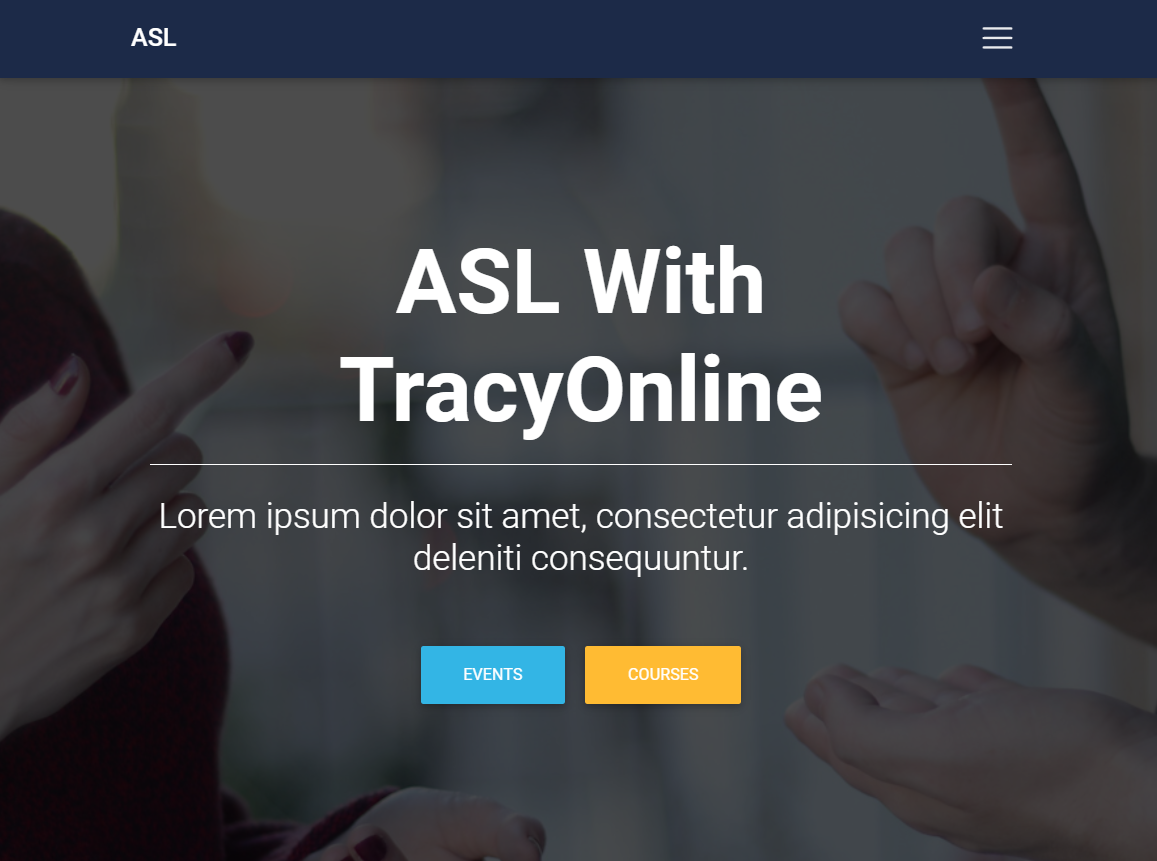 ASL
ASL With
TracyOnline
Lorem ipsum dolor sit amet, consectetur adipisicing elit
deleniti consequuntur.
EVENTS
COURSES